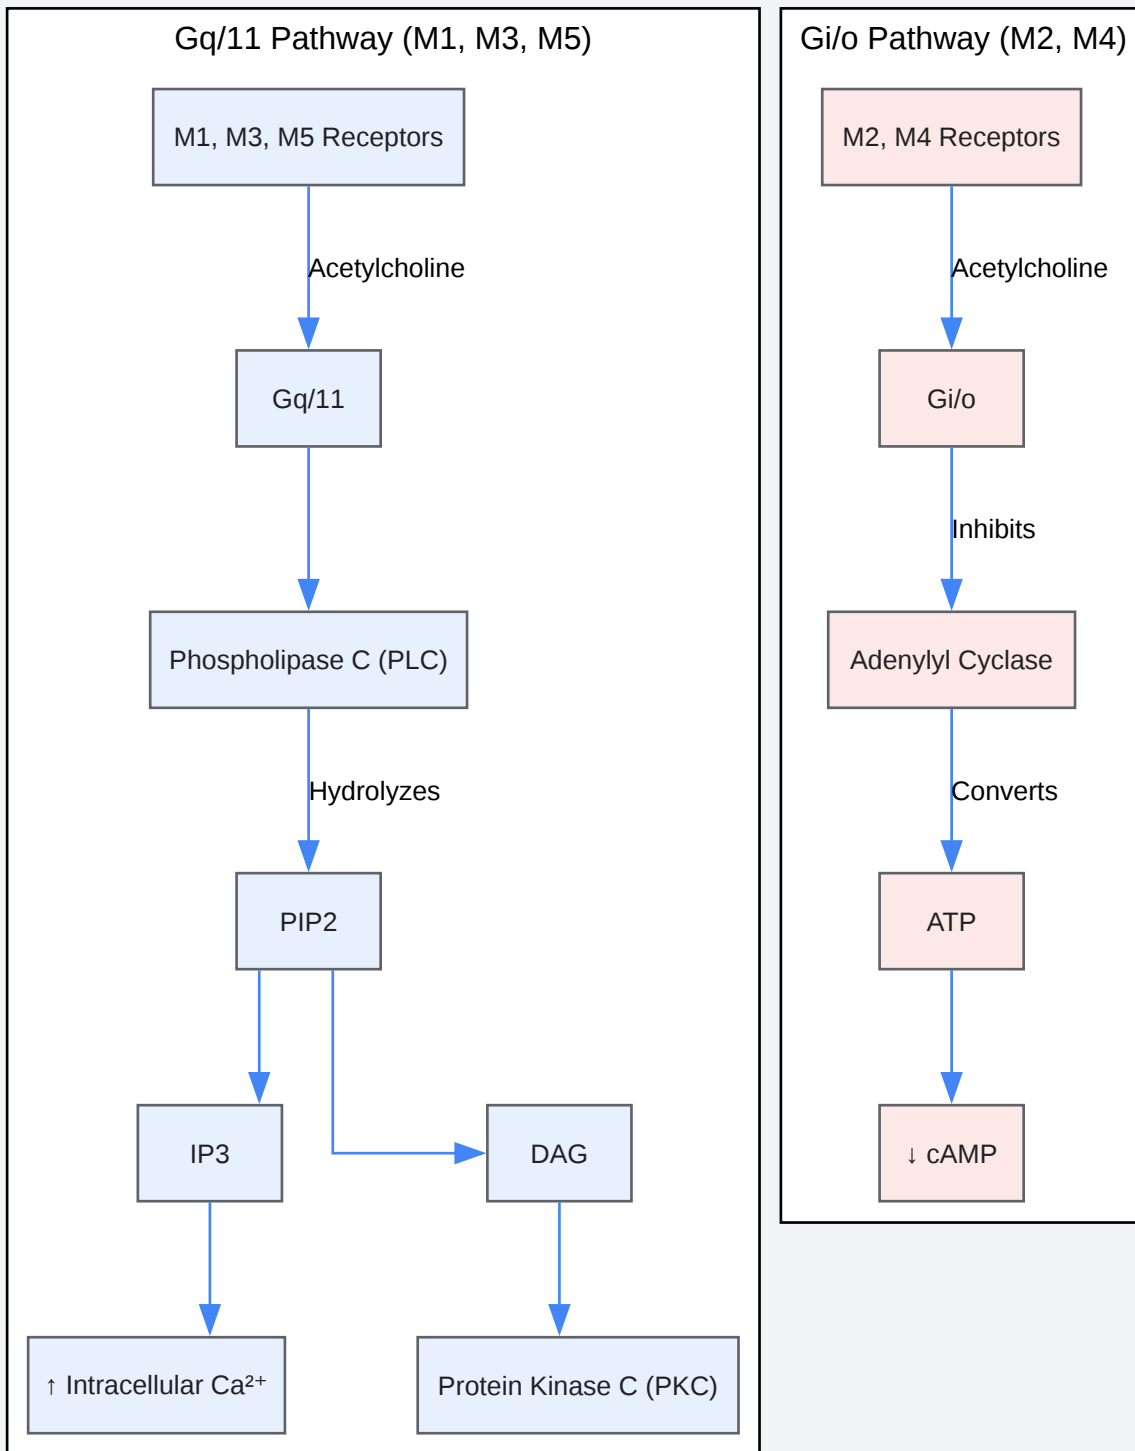 Gq/11 Pathway (M1, M3, M5)
M1, M3, M5 Receptors
Acetylcholine
Gq/11
Phospholipase C (PLC)
Hydrolyzes
PIP2
IP3
DAG
↑ Intracellular Ca²⁺
Protein Kinase C (PKC)
Gi/o Pathway (M2, M4)
M2, M4 Receptors
Acetylcholine
Gi/o
Inhibits
Adenylyl Cyclase
Converts
ATP
↓ cAMP